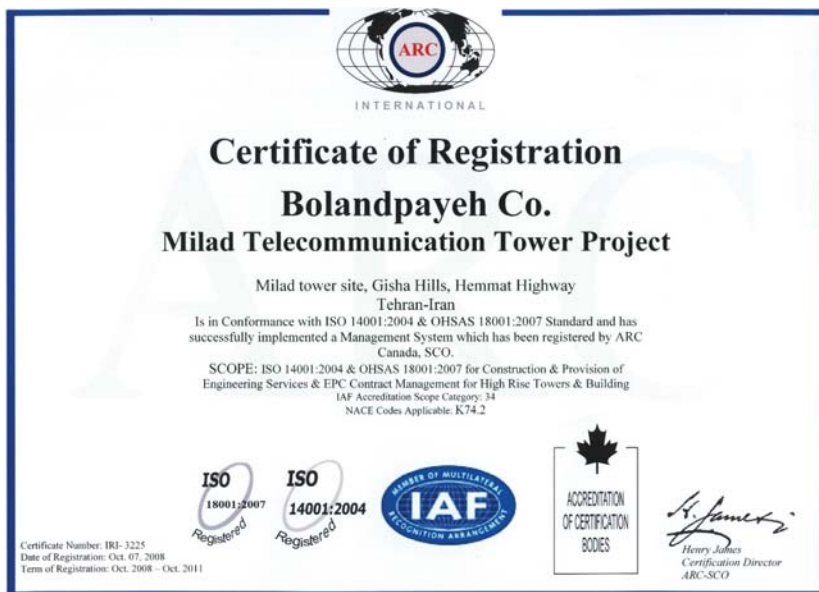 ARC
INTERNATIONAL
Certificate of Registration
Bolandpayeh Co.
Milad Telecommunication Tower Project
Milad tower site, Gisha Hills, Hemmat Highway
Tehran-Iran
Is in Conformance with ISO 14001:2004 & OHSAS 18001:2007 Standard and has
successfully implemented a Management System which has been registered by ARC
Canada, SCO.
SCOPE: ISO 14001:2004 & OHSAS 18001:2007 for Construction & Provision of
Engineering Services & EPC Contract Management for High Rise Towers & Building
IAF Accreditation Scope Category: 34
NACE Codes Applicable: K74.2
ISO
18001:2007
Registered
ISO
14001:2004
Registered
MEMBER OF MULTILATERAL
IAF
RECOGNITION ARRANGEMENT
ACCREDITATION
OF CERTIFICATION
BODIES
H. James
Henry James
Certification Director
ARC-SCO
Certificate Number: IRI- 3225
Date of Registration: Oct. 07, 2008
Term of Registration: Oct. 2008 – Oct. 2011
ARC